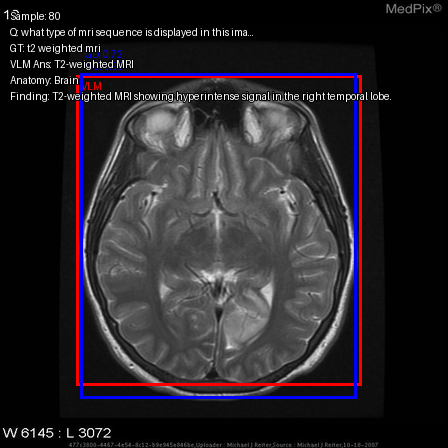 MedPix®
Sample: 80
Q: what type of mri sequence is displayed in this ima...
GT: t2 weighted mri
VLM Ans: T2-weighted MRI
Anatomy: Brain
VLM
Finding: T2-weighted MRI showing hyperintense signal in the right temporal lobe.
W 6145 : L 3072